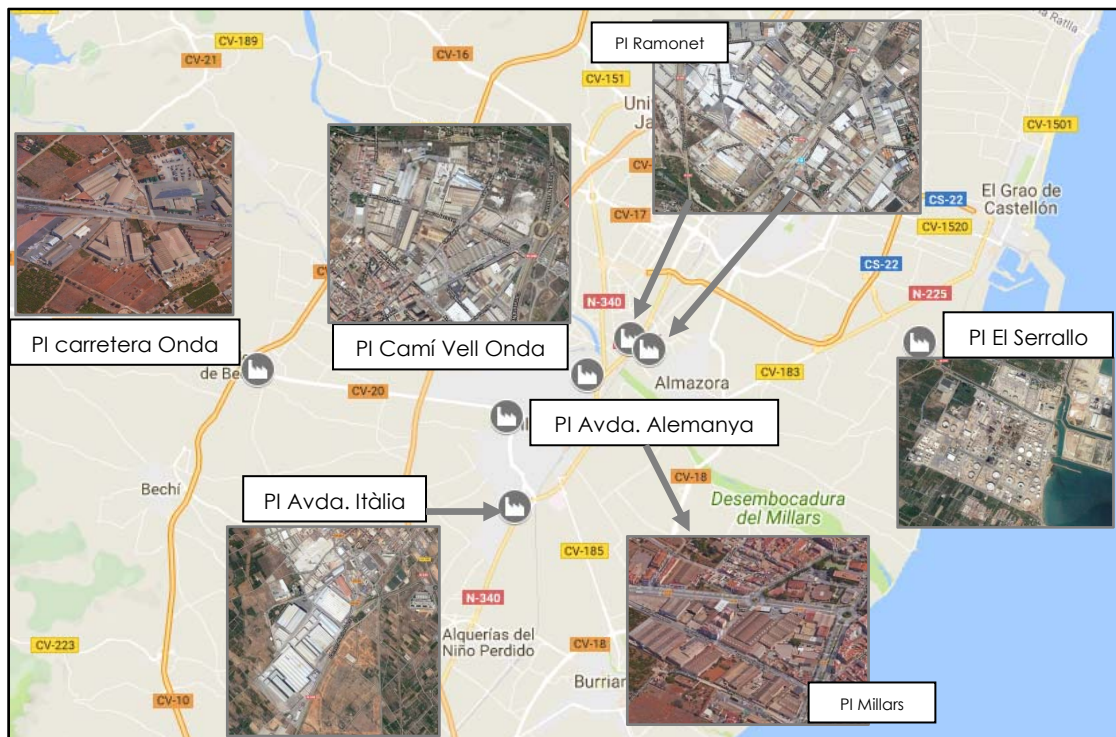 CV-189
CV-21
CV-16
PI Ramonet
CV-151
CV-1501
El Grao de
Castellón
CS-22
CV-17
CV-1520
CS-22
N-340
N-225
PI carretera Onda
PI Camí Vell Onda
PI El Serrallo
de Be
Almazora
CV-183
CV-20
PI Avda. Alemanya
CV-18
Bechí
PI Avda. Itàlia
Desembocadura
del Millars
CV-185
N-340
Alquerías del
Niño Perdido
CV-18
CV-223
Burrian
CV-10
PI Millars